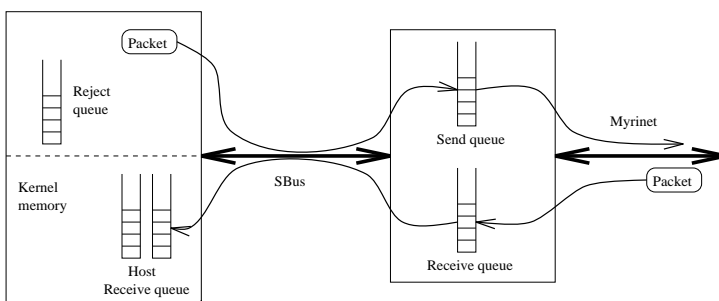 Packet
Reject
queue
Send queue
Myrinet
SBus
Kernel
memory
Packet
Host
Receive queue
Receive queue